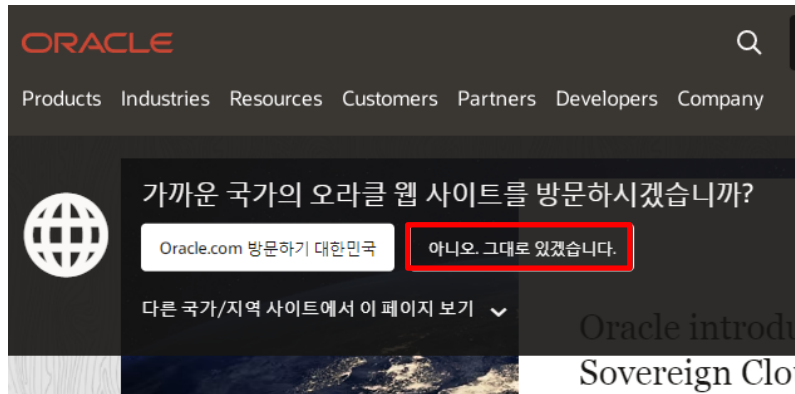 ORACLE
Products Industries Resources Customers Partners Developers Company
가까운 국가의 오라클 웹 사이트를 방문하시겠습니까?
Oracle.com 방문하기 대한민국 아니오. 그대로 있겠습니다.
다른 국가/지역 사이트에서 이 페이지 보기
Oracle
Sovereign